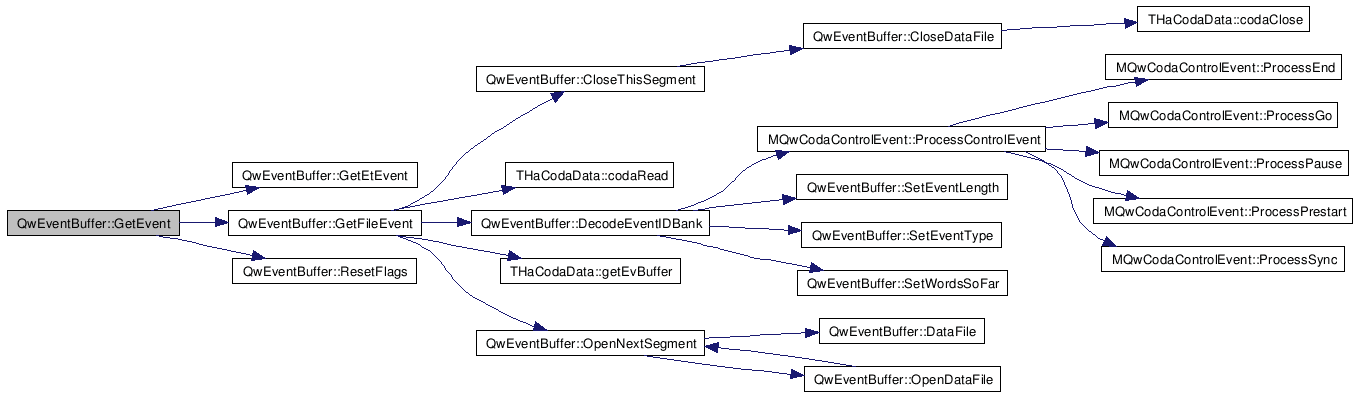 THaCodaData::codaClose
QwEventBuffer::CloseDataFile
MQwCodaControlEvent::ProcessEnd
QwEventBuffer::CloseThisSegment
MQwCodaControlEvent::ProcessGo
MQwCodaControlEvent::ProcessControlEvent
MQwCodaControlEvent::ProcessPause
QwEventBuffer::GetEtEvent
THaCodaData::codaRead
QwEventBuffer::SetEventLength
MQwCodaControlEvent::ProcessPrestart
QwEventBuffer::GetEvent
QwEventBuffer::GetFileEvent
QwEventBuffer::DecodeEventIDBank
QwEventBuffer::SetEventType
MQwCodaControlEvent::ProcessSync
QwEventBuffer::ResetFlags
THaCodaData::getEvBuffer
QwEventBuffer::SetWordsSoFar
QwEventBuffer::DataFile
QwEventBuffer::OpenNextSegment
QwEventBuffer::OpenDataFile